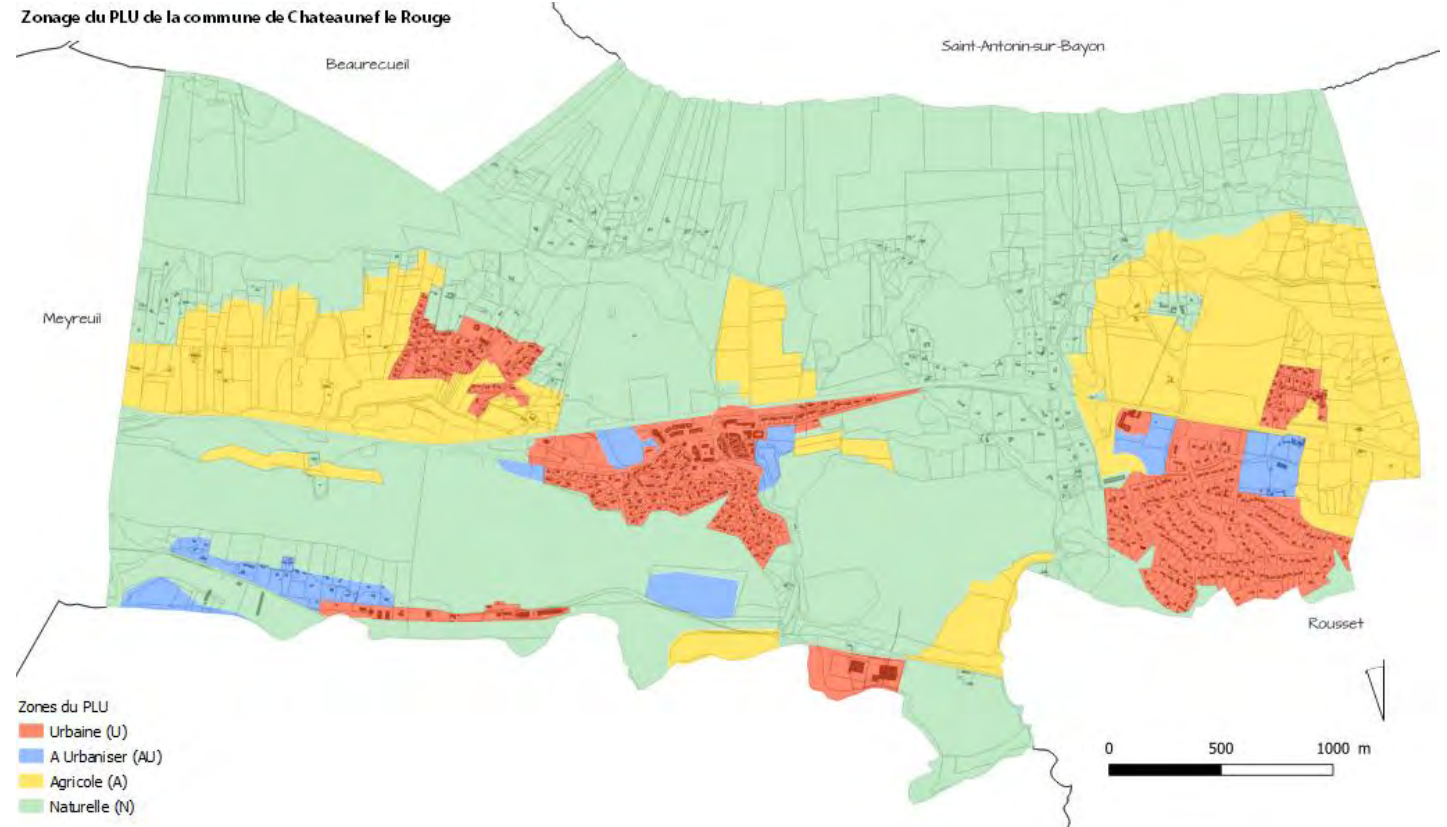 Zonage du PLU de la commune de Chateaunef le Rouge
Saint-Antonin-sur-Bayon
Beaurecueil
Meyreuil
Rousset
Zones du PLU
Urbaine (U)
A Urbaniser (AU)
Agricole (A)
Naturelle (N)
0 500 1000 m